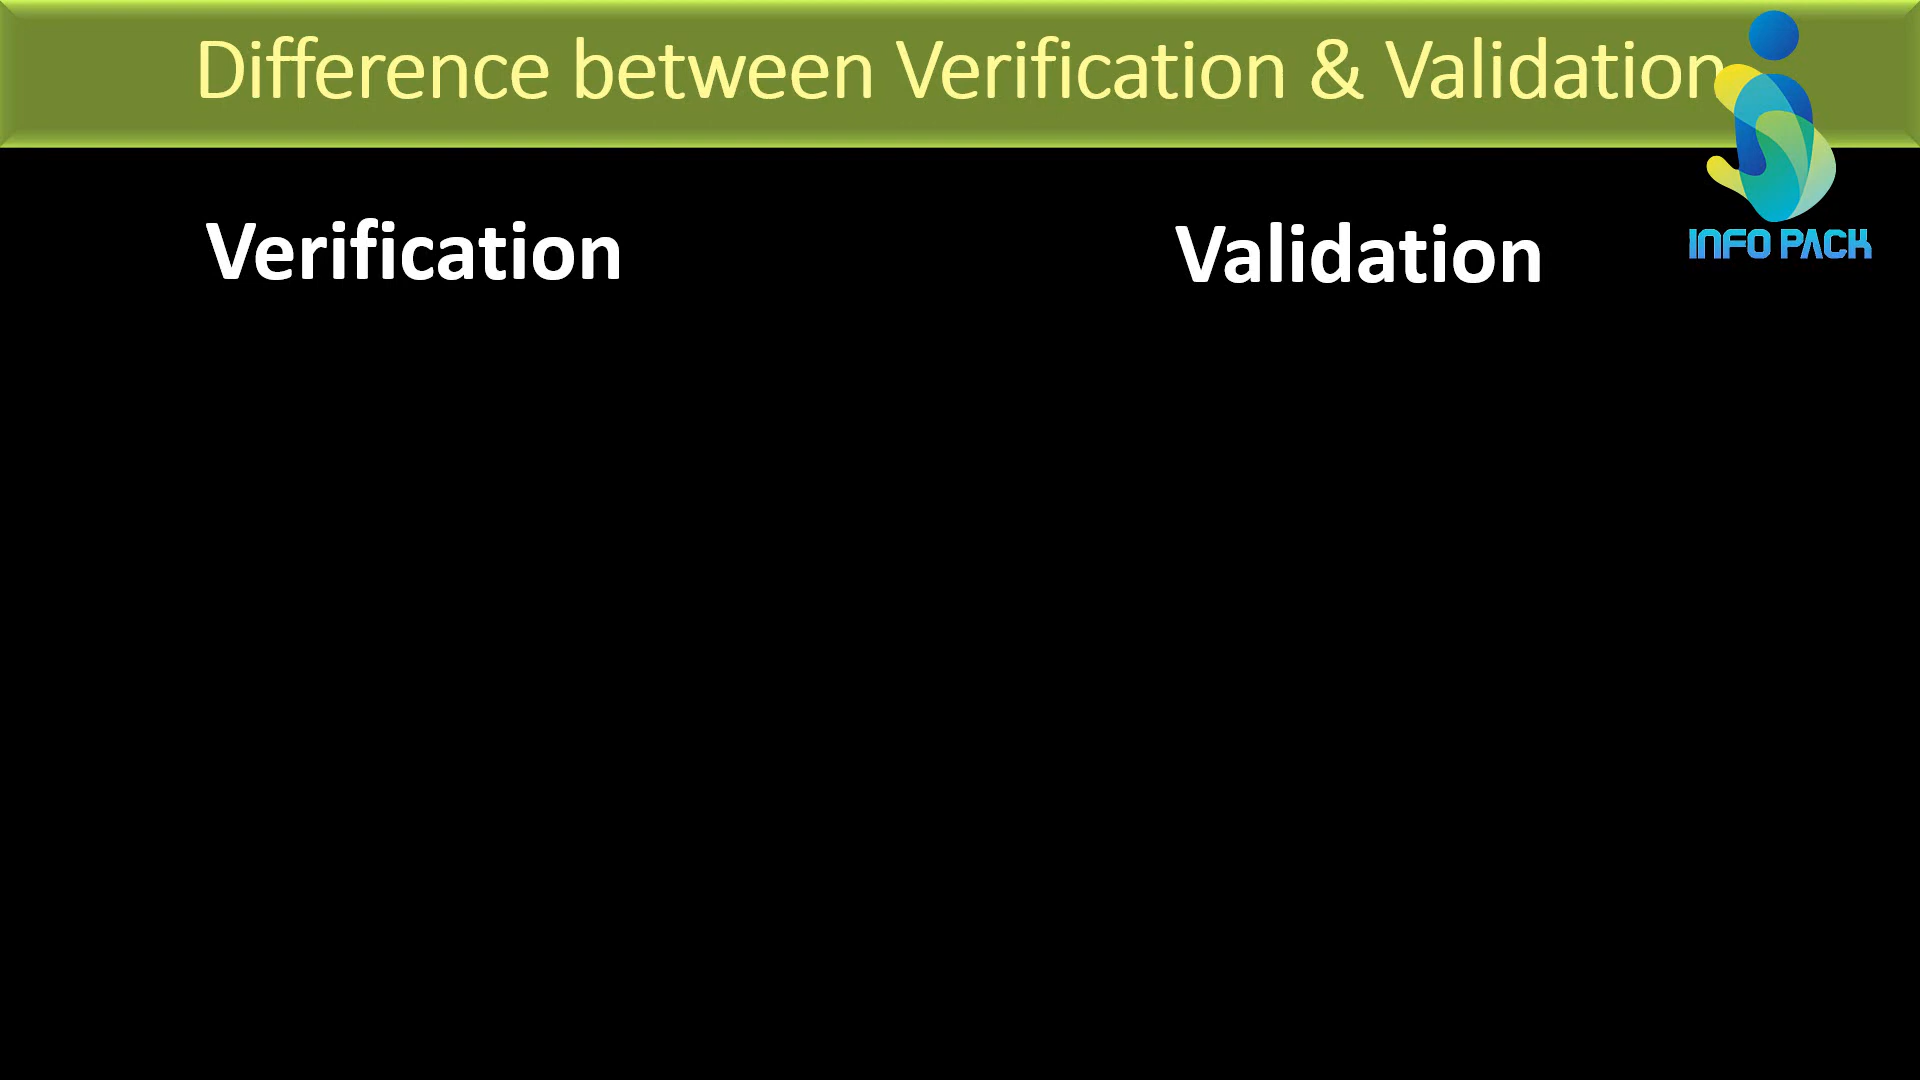 Difference between Verification & Validation
Verification
Validation
INFO PACK